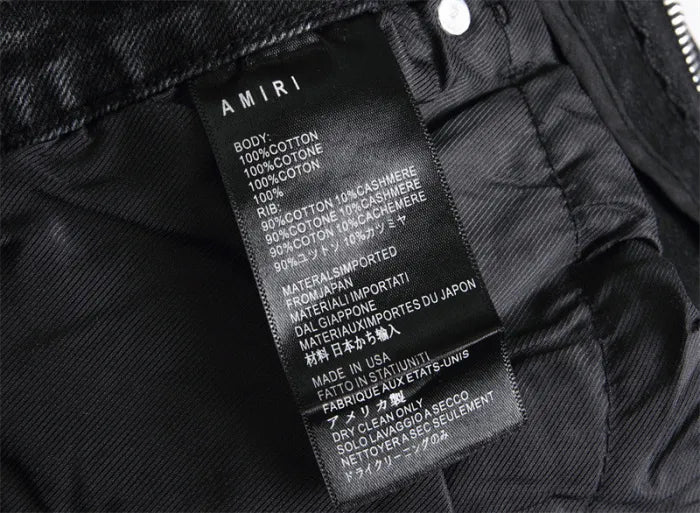 AMIRI
BODY:
100%COTTON
100%COTONE
100%COTON
100%
RIB:
90%COTTON 10%CASHMERE
90%COTONE 10%CASHMERE
90%COTON 10%CACHEMERE
90%ユットン 10%カツミヤ
MATERALSIMPORTED
FROMJAPAN
MATERIALI IMPORTATI
DAL GIAPPONE
MATERIAUXIMPORTES DU JAPON
材料 日本かち輸入
MADE IN USA
FATTO IN STATIUNITI
FABRIQUE AUX ETATS-UNIS
アメリカ製
DRY CLEAN ONLY
SOLO LAVAGGIO A SECCO
NETTOYER A SEC SEULEMENT
ドライクリーニングのみ